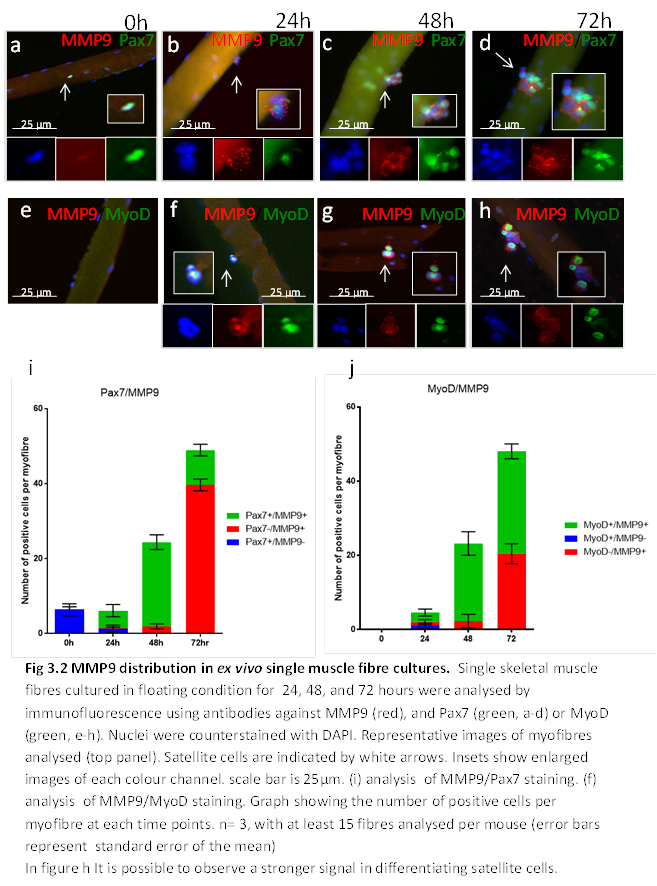 0h 24h 48h 72h
a MMP9 Pax7 b MMP9 Pax7 c MMP9 Pax7 d MMP9 Pax7
25 μm 25 μm 25 μm 25 μm
e MMP9 MyoD f MMP9 MyoD g MMP9 MyoD h MMP9 MyoD
25 μm 25 μm 25 μm 25 μm
i
Pax7/MMP9
Number of positive cells per myofibre
60
40
20
0
0h 24h 48h 72hr
Pax7+/MMP9+
Pax7-/MMP9+
Pax7+/MMP9-
j
MyoD/MMP9
Number of positive cells per myofibre
60
40
20
0
0 24 48 72
MyoD+/MMP9+
MyoD+/MMP9-
MyoD-/MMP9+
Fig 3.2 MMP9 distribution in ex vivo single muscle fibre cultures. Single skeletal muscle
fibres cultured in floating condition for 24, 48, and 72 hours were analysed by
immunofluorescence using antibodies against MMP9 (red), and Pax7 (green, a-d) or MyoD
(green, e-h). Nuclei were counterstained with DAPI. Representative images of myofibres
analysed (top panel). Satellite cells are indicated by white arrows. Insets show enlarged
images of each colour channel. scale bar is 25μm. (i) analysis of MMP9/Pax7 staining. (f)
analysis of MMP9/MyoD staining. Graph showing the number of positive cells per
myofibre at each time points. n= 3, with at least 15 fibres analysed per mouse (error bars
represent standard error of the mean)
In figure h It is possible to observe a stronger signal in differentiating satellite cells.